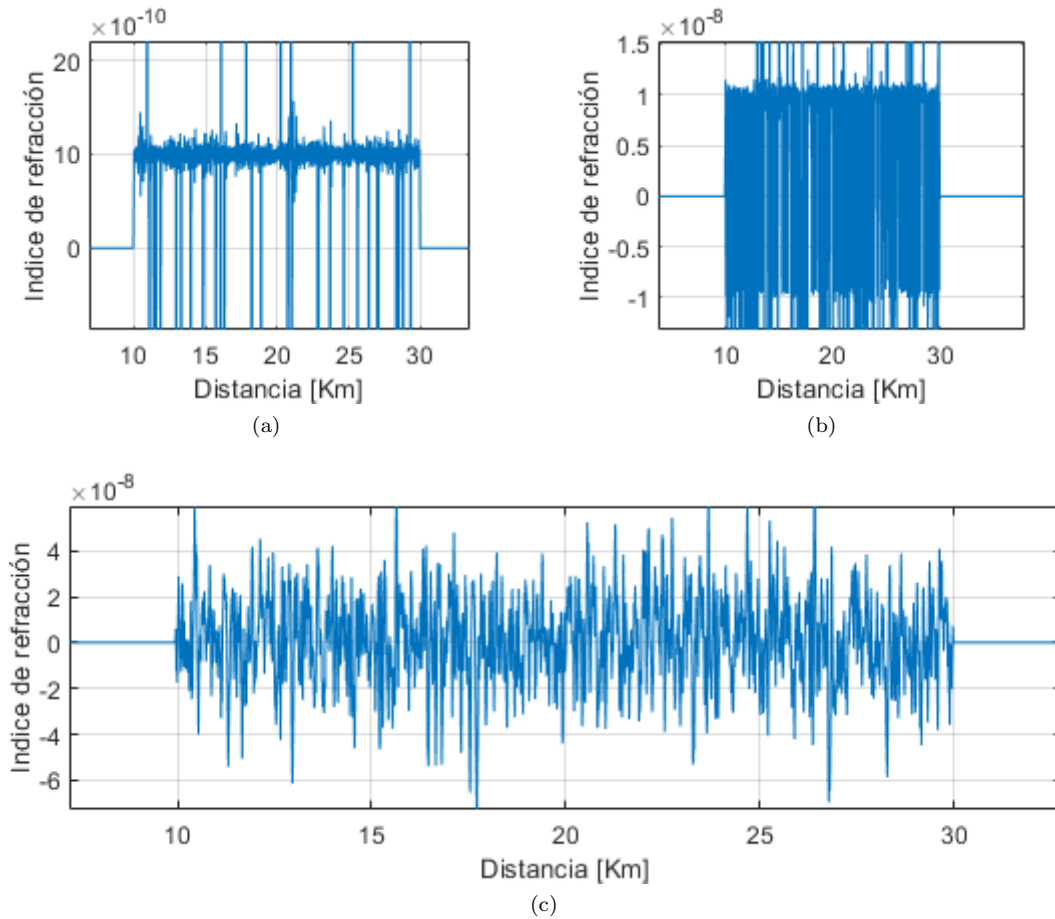 ×10⁻¹⁰
20
10
0
Indice de refracción
10 15 20 25 30
Distancia [Km]
(a)
×10⁻⁸
1.5
1
0.5
0
-0.5
-1
Indice de refracción
10 20 30
Distancia [Km]
(b)
×10⁻⁸
4
2
0
-2
-4
-6
Indice de refracción
10 15 20 25 30
Distancia [Km]
(c)